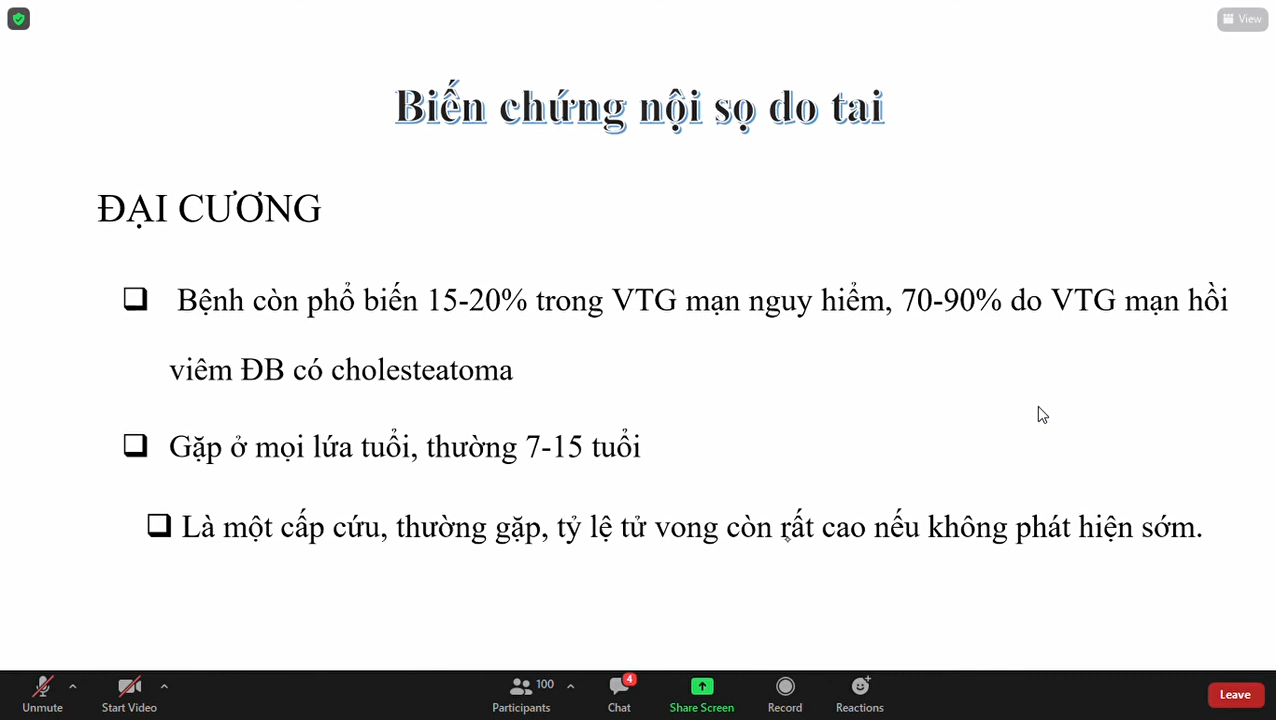 View
Biến chứng nội sọ do tai
ĐẠI CƯƠNG
Bệnh còn phổ biến 15-20% trong VTG mạn nguy hiểm, 70-90% do VTG mạn hồi
viêm ĐB có cholesteatoma
Gặp ở mọi lứa tuổi, thường 7-15 tuổi
Là một cấp cứu, thường gặp, tỷ lệ tử vong còn rất cao nếu không phát hiện sớm.
100
4
Unmute
Start Video
Participants
Chat
Share Screen
Record
Reactions
Leave